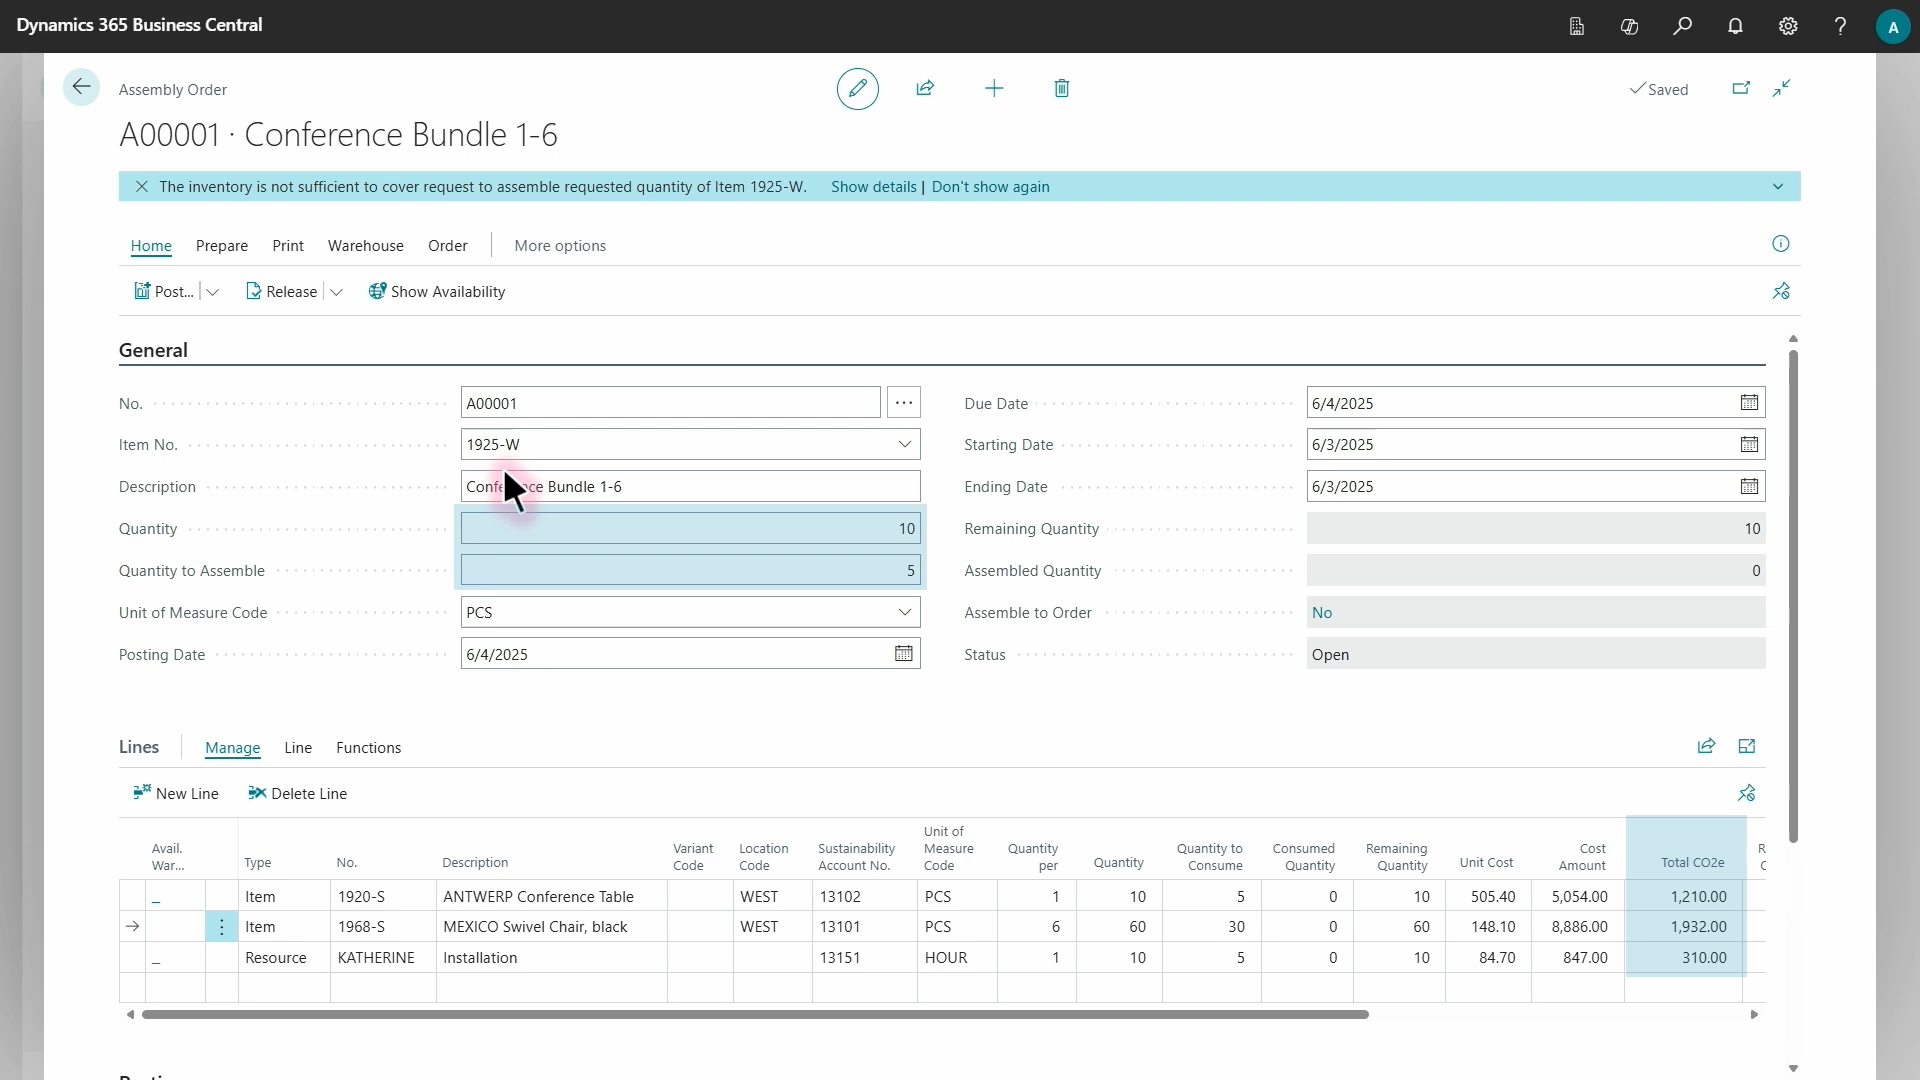 Dynamics 365 Business Central
A
Assembly Order
Saved
A00001 · Conference Bundle 1-6
The inventory is not sufficient to cover request to assemble requested quantity of Item 1925-W. Show details | Don't show again
Home Prepare Print Warehouse Order More options
Post... Release Show Availability
General
No. A00001 Due Date 6/4/2025
Item No. 1925-W Starting Date 6/3/2025
Description Bundle 1-6 Ending Date 6/3/2025
Quantity 10 Remaining Quantity 10
Quantity to Assemble 5 Assembled Quantity 0
Unit of Measure Code PCS Assemble to Order No
Posting Date 6/4/2025 Status Open
Lines Manage Line Functions
New Line Delete Line
Avail. War... Type No. Description Variant Code Location Code Sustainability Account No. Unit of Measure Code Quantity per Quantity Quantity to Consume Consumed Quantity Remaining Quantity Unit Cost Cost Amount Total CO2e
_ Item 1920-S ANTWERP Conference Table WEST 13102 PCS 1 10 5 0 10 505.40 5,054.00 1,210.00
Item 1968-S MEXICO Swivel Chair, black WEST 13101 PCS 6 60 30 0 60 148.10 8,886.00 1,932.00
_ Resource KATHERINE Installation 13151 HOUR 1 10 5 0 10 84.70 847.00 310.00